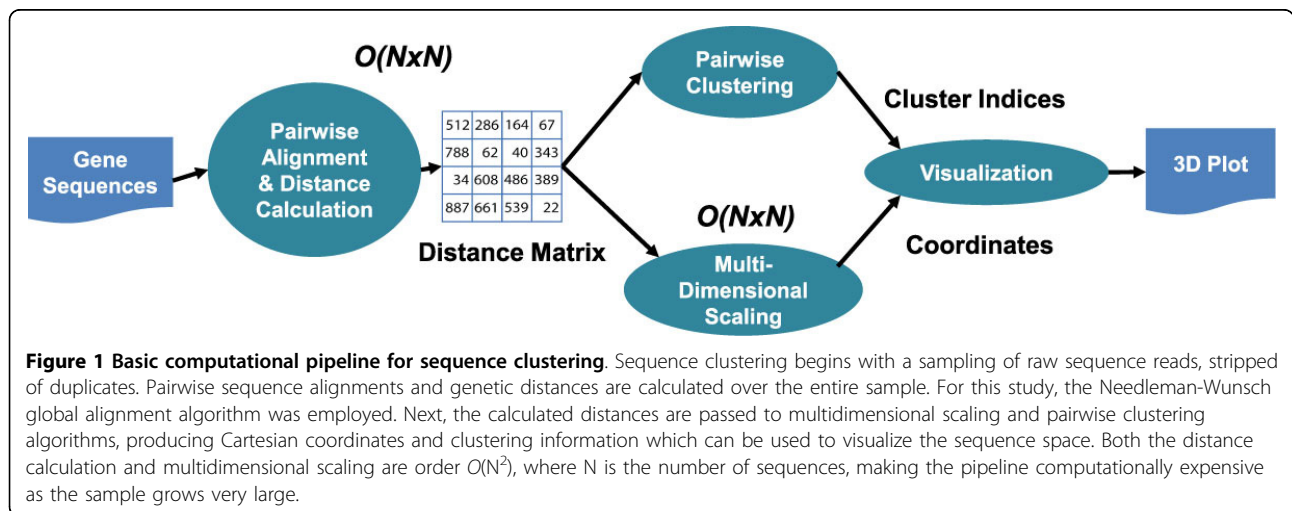 O(NxN)
Gene
Sequences
Pairwise
Alignment
& Distance
Calculation
512 286 164 67
788 62 40 343
34 608 486 389
887 661 539 22
Distance Matrix
Pairwise
Clustering
O(NxN)
Multi-
Dimensional
Scaling
Cluster Indices
Coordinates
Visualization
3D Plot
Figure 1 Basic computational pipeline for sequence clustering. Sequence clustering begins with a sampling of raw sequence reads, stripped
of duplicates. Pairwise sequence alignments and genetic distances are calculated over the entire sample. For this study, the Needleman-Wunsch
global alignment algorithm was employed. Next, the calculated distances are passed to multidimensional scaling and pairwise clustering
algorithms, producing Cartesian coordinates and clustering information which can be used to visualize the sequence space. Both the distance
calculation and multidimensional scaling are order O(N²), where N is the number of sequences, making the pipeline computationally expensive
as the sample grows very large.